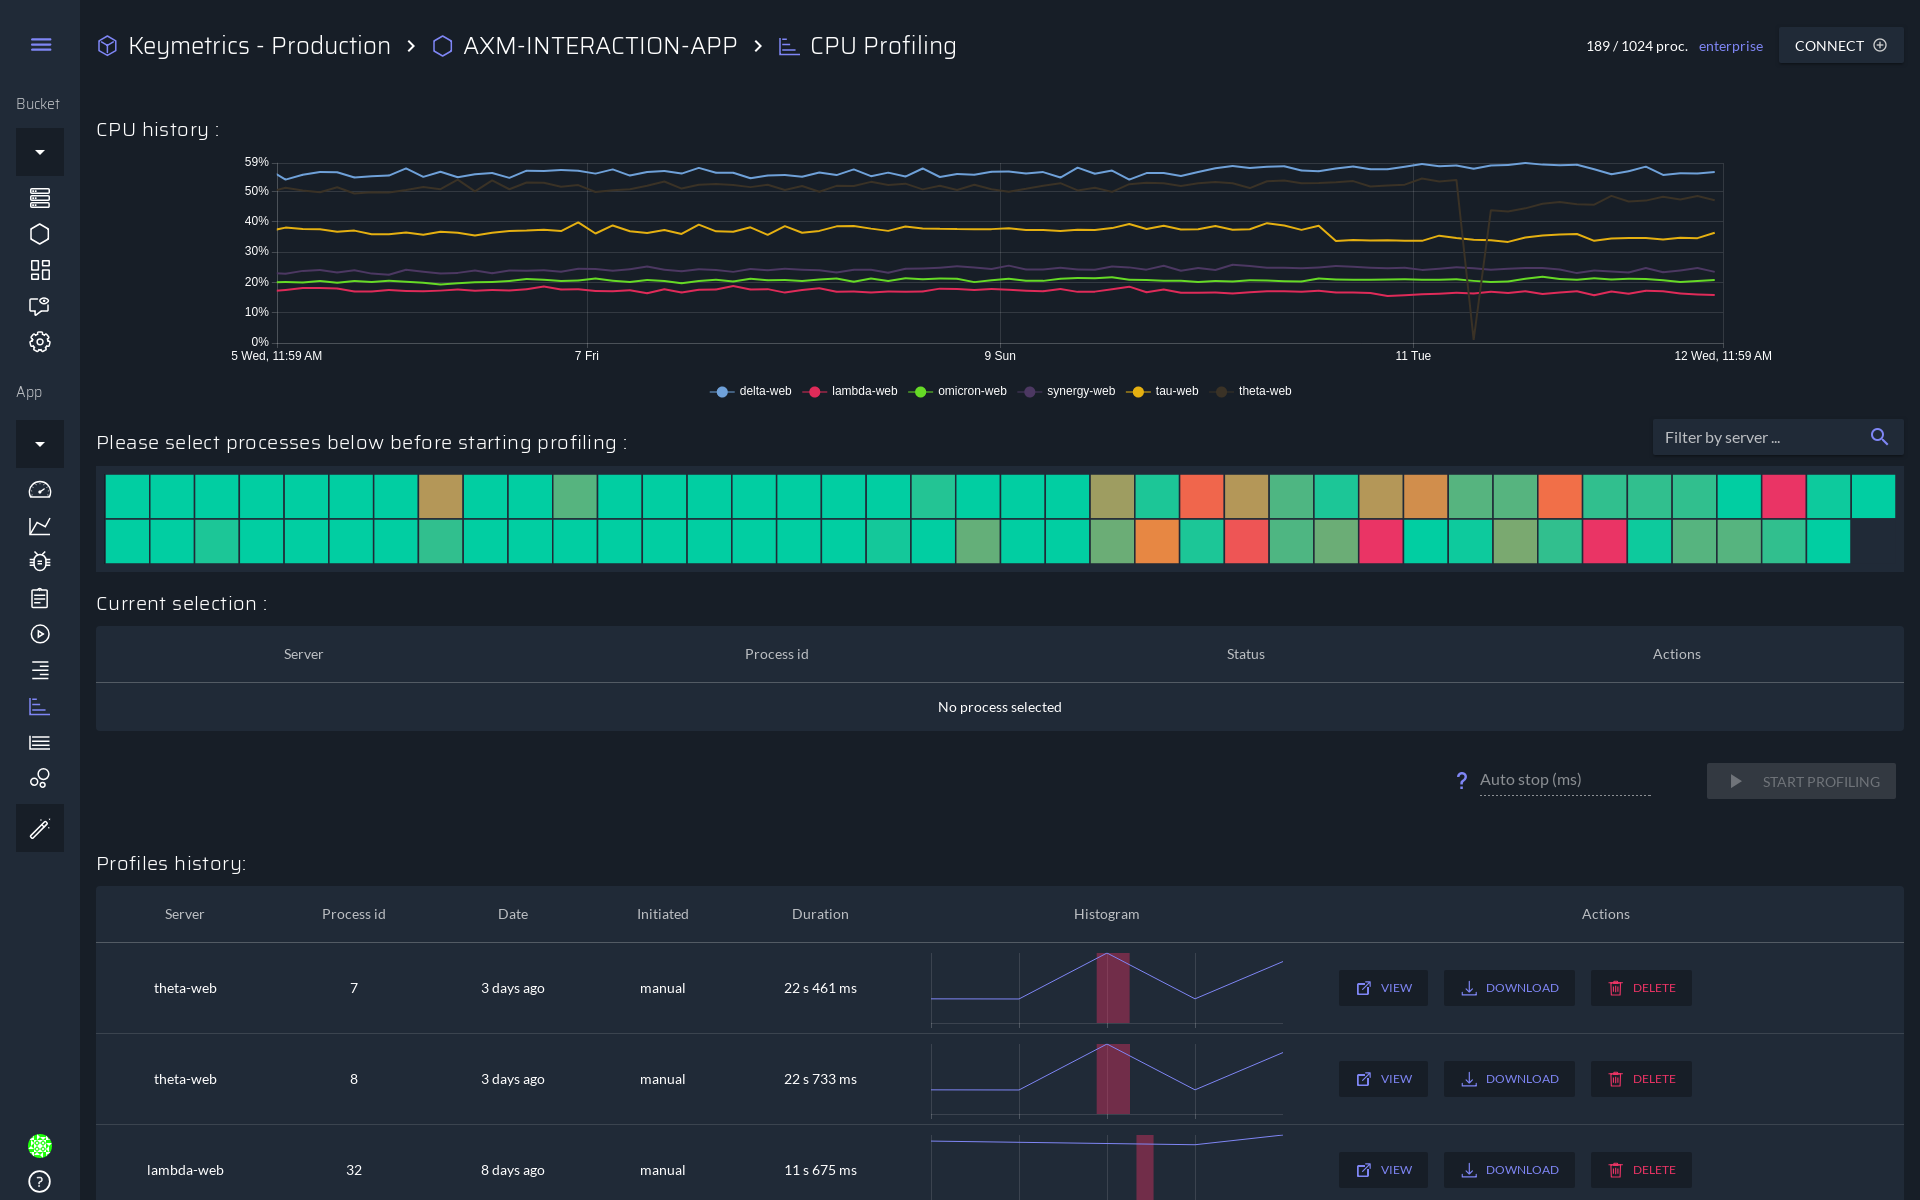 Keymetrics - Production > AXM-INTERACTION-APP > CPU Profiling
189 / 1024 proc. enterprise CONNECT
Bucket
App
CPU history :
59%
50%
40%
30%
20%
10%
0%
5 Wed, 11:59 AM 7 Fri 9 Sun 11 Tue 12 Wed, 11:59 AM
delta-web lambda-web omicron-web synergy-web tau-web theta-web
Please select processes below before starting profiling :
Filter by server ...
Current selection :
Server Process id Status Actions
No process selected
? Auto stop (ms) START PROFILING
Profiles history:
Server Process id Date Initiated Duration Histogram Actions
theta-web 7 3 days ago manual 22 s 461 ms VIEW DOWNLOAD DELETE
theta-web 8 3 days ago manual 22 s 733 ms VIEW DOWNLOAD DELETE
lambda-web 32 8 days ago manual 11 s 675 ms VIEW DOWNLOAD DELETE
?